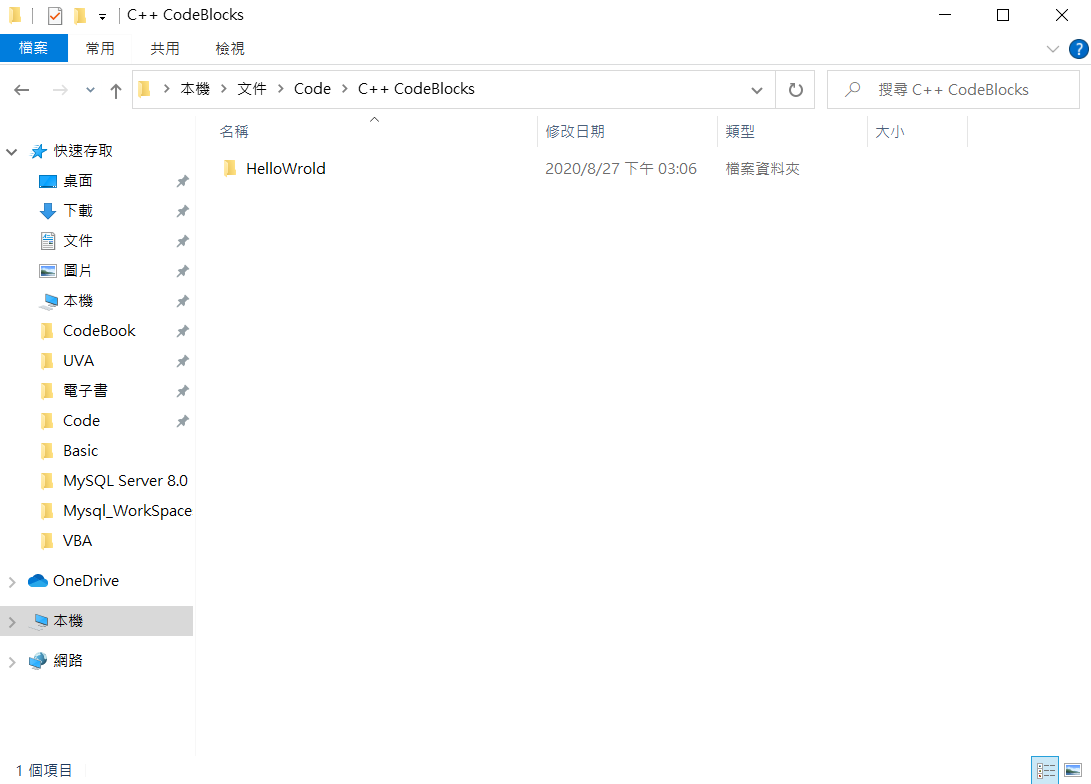 C++ CodeBlocks
檔案 常用 共用 檢視
?
本機 文件 Code C++ CodeBlocks
搜尋 C++ CodeBlocks
名稱 修改日期 類型 大小
HelloWrold 2020/8/27 下午 03:06 檔案資料夾
快速存取
桌面
下載
文件
圖片
本機
CodeBook
UVA
電子書
Code
Basic
MySQL Server 8.0
Mysql_WorkSpace
VBA
OneDrive
本機
網路
1 個項目